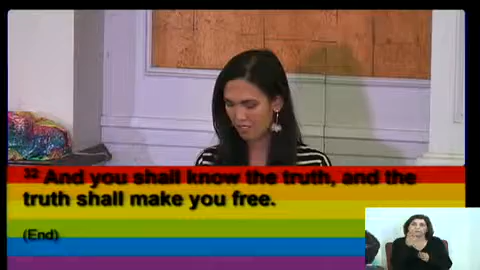 32 And you shall know the truth, and the
truth shall make you free.
(End)